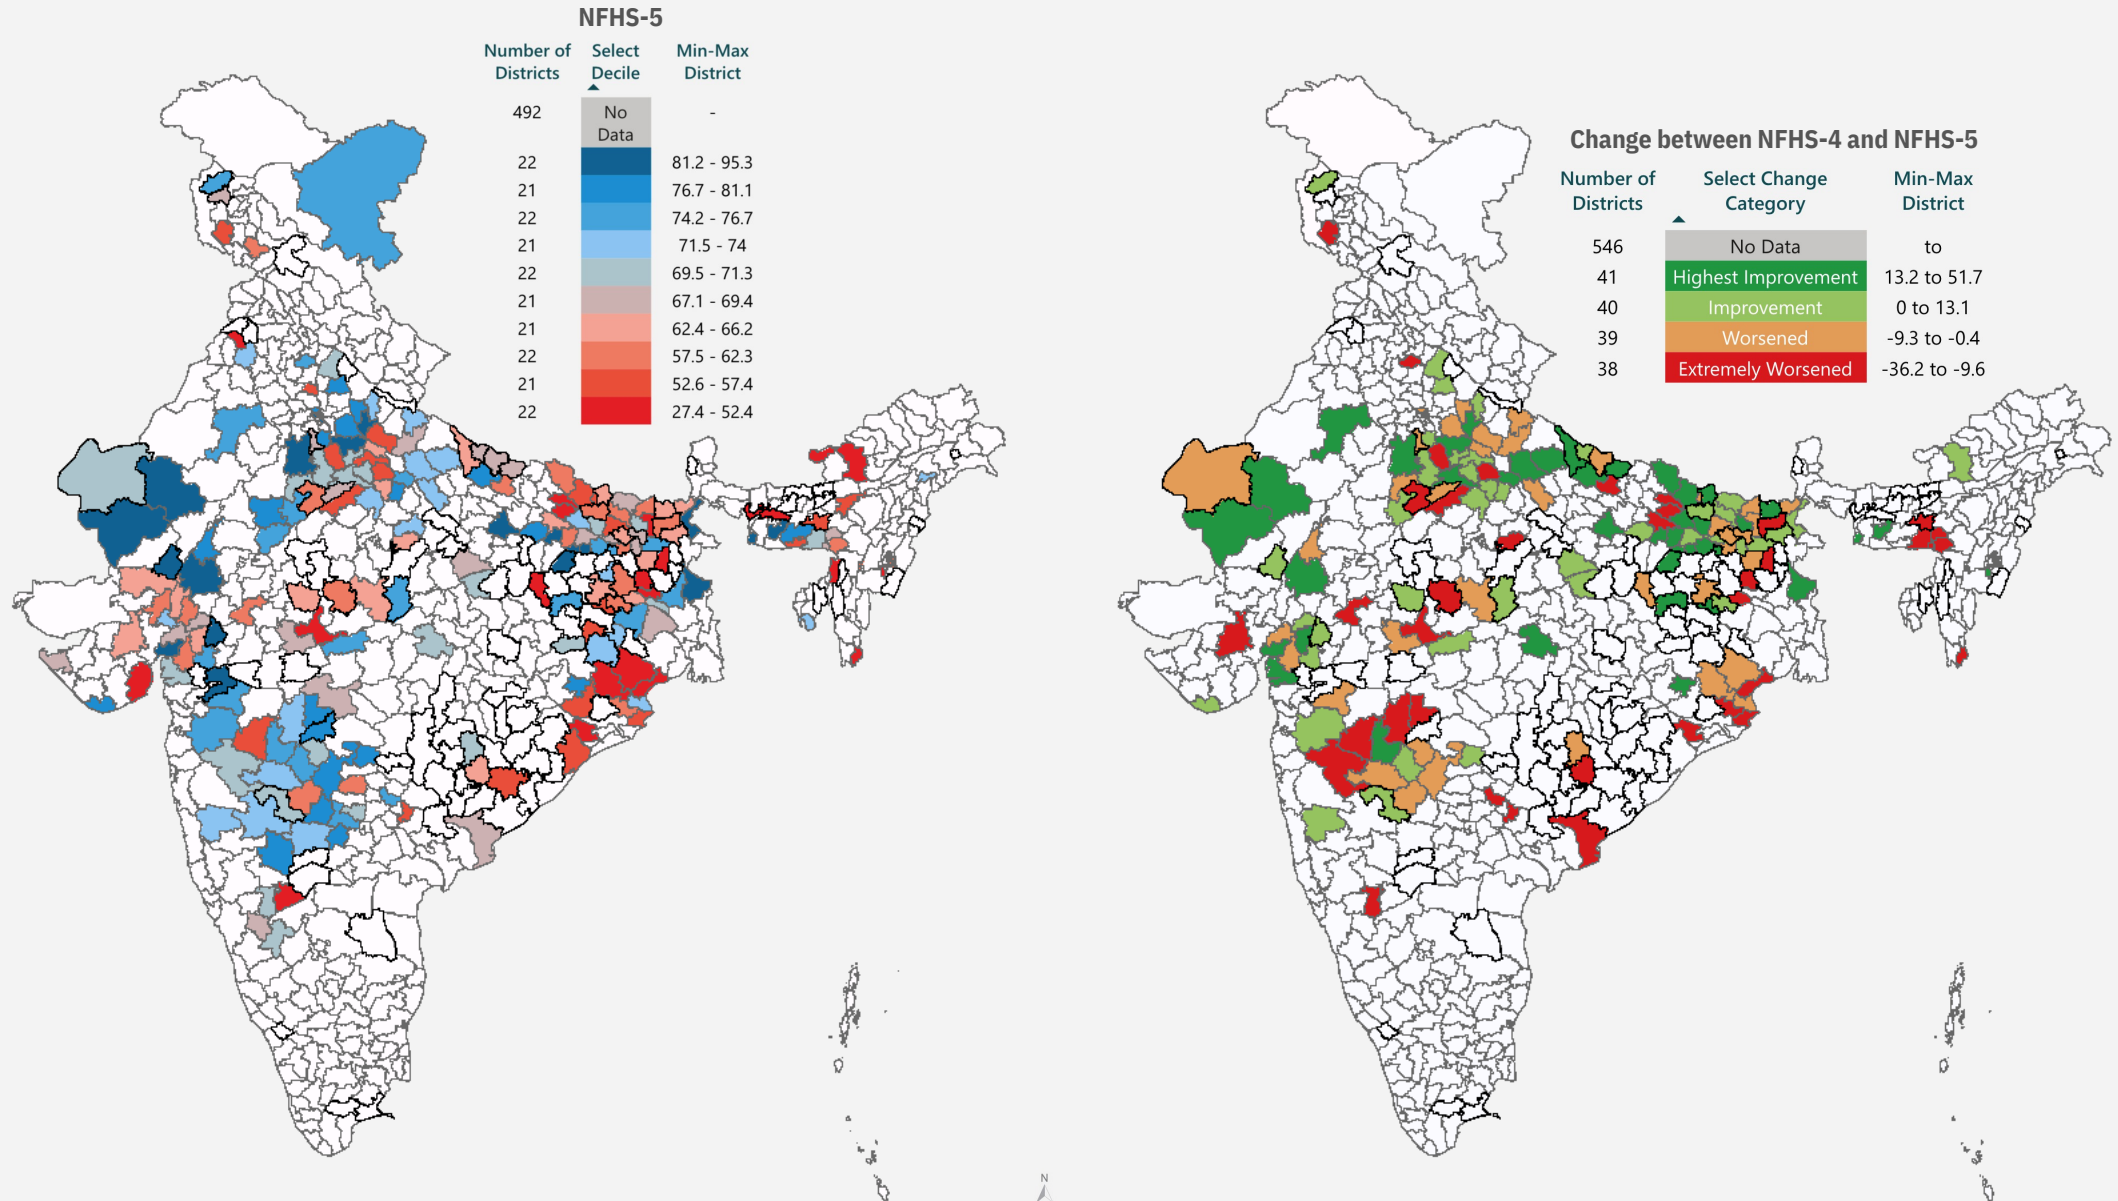 NFHS-5
Number of Districts Select Decile Min-Max District
492 No Data -
22 81.2 - 95.3
21 76.7 - 81.1
22 74.2 - 76.7
21 71.5 - 74
22 69.5 - 71.3
21 67.1 - 69.4
21 62.4 - 66.2
22 57.5 - 62.3
21 52.6 - 57.4
22 27.4 - 52.4
Change between NFHS-4 and NFHS-5
Number of Districts Select Change Category Min-Max District
546 No Data to
41 Highest Improvement 13.2 to 51.7
40 Improvement 0 to 13.1
39 Worsened -9.3 to -0.4
38 Extremely Worsened -36.2 to -9.6
N